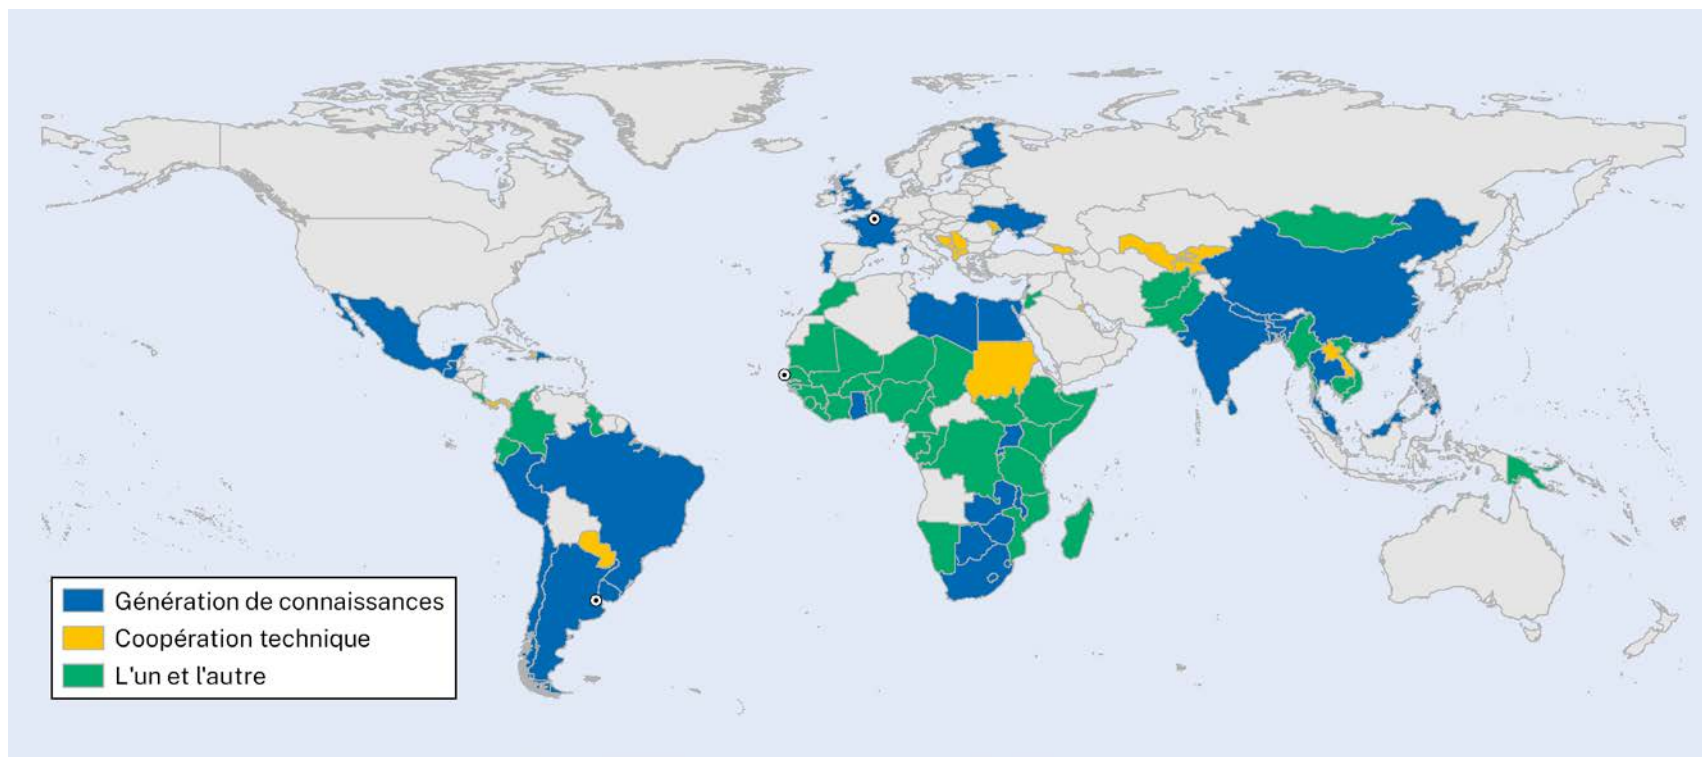 Génération de connaissances
Coopération technique
L'un et l'autre